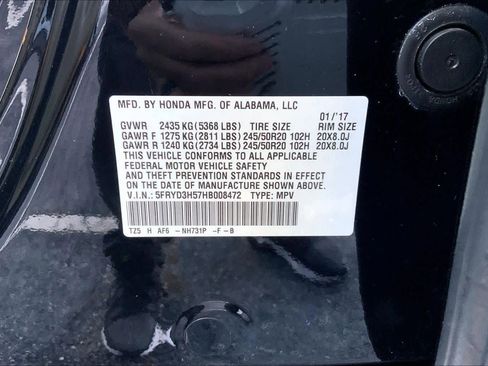 MFD. BY HONDA MFG. OF ALABAMA, LLC
01/'17
GVWR 2435 KG (5368 LBS) TIRE SIZE RIM SIZE
GAWR F 1275 KG (2811 LBS) 245/50R20 102H 20X8.0J
GAWR R 1240 KG (2734 LBS) 245/50R20 102H 20X8.0J
THIS VEHICLE CONFORMS TO ALL APPLICABLE
FEDERAL MOTOR VEHICLE SAFETY
AND THEFT PREVENTION STANDARDS IN EFFECT
ON THE DATE OF MANUFACTURE SHOWN ABOVE.
V.I.N.: 5FRYD3H57HB008472 TYPE: MPV
TZ5 H AF6 -NH731P -F-B